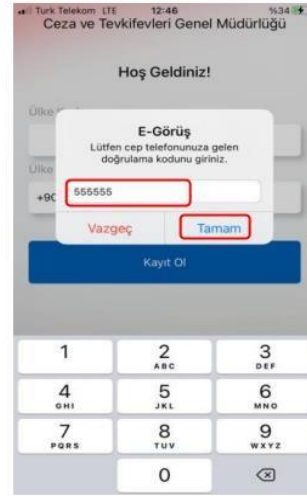 Turk Telekom LTE 12:46 %34
Ceza ve Tevkifevleri Genel Müdürlüğü
Hoş Geldiniz!
Ülke
E-Görüş
Lütfen cep telefonunuza gelen
doğrulama kodunu giriniz.
Ülke
+90
555555
Vazgeç Tamam
Kayıt Ol
1 2 3
ABC DEF
4 5 6
GHI JKL MNO
7 8 9
PQRS TUV WXYZ
0